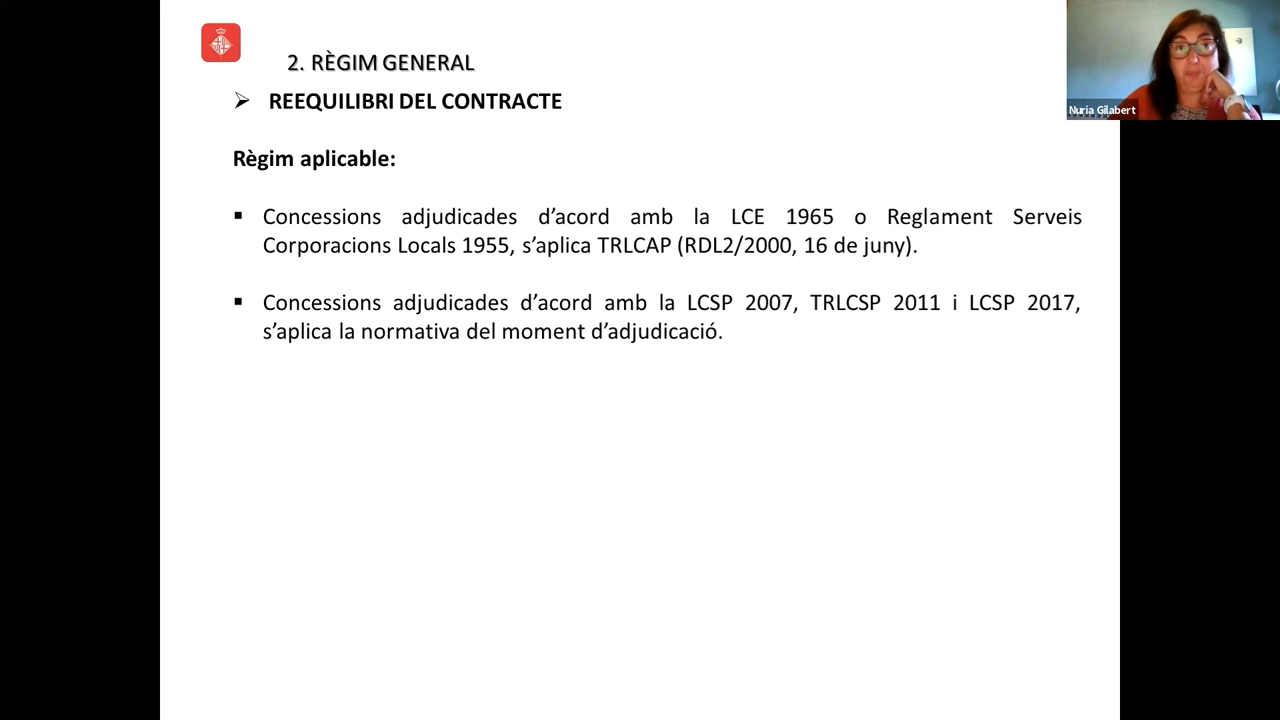 2. RÈGIM GENERAL
➢ REEQUILIBRI DEL CONTRACTE
Règim aplicable:
▪ Concessions adjudicades d’acord amb la LCE 1965 o Reglament Serveis
Corporacions Locals 1955, s’aplica TRLCAP (RDL2/2000, 16 de juny).
▪ Concessions adjudicades d’acord amb la LCSP 2007, TRLCSP 2011 i LCSP 2017,
s’aplica la normativa del moment d’adjudicació.
Nuria Gilabert